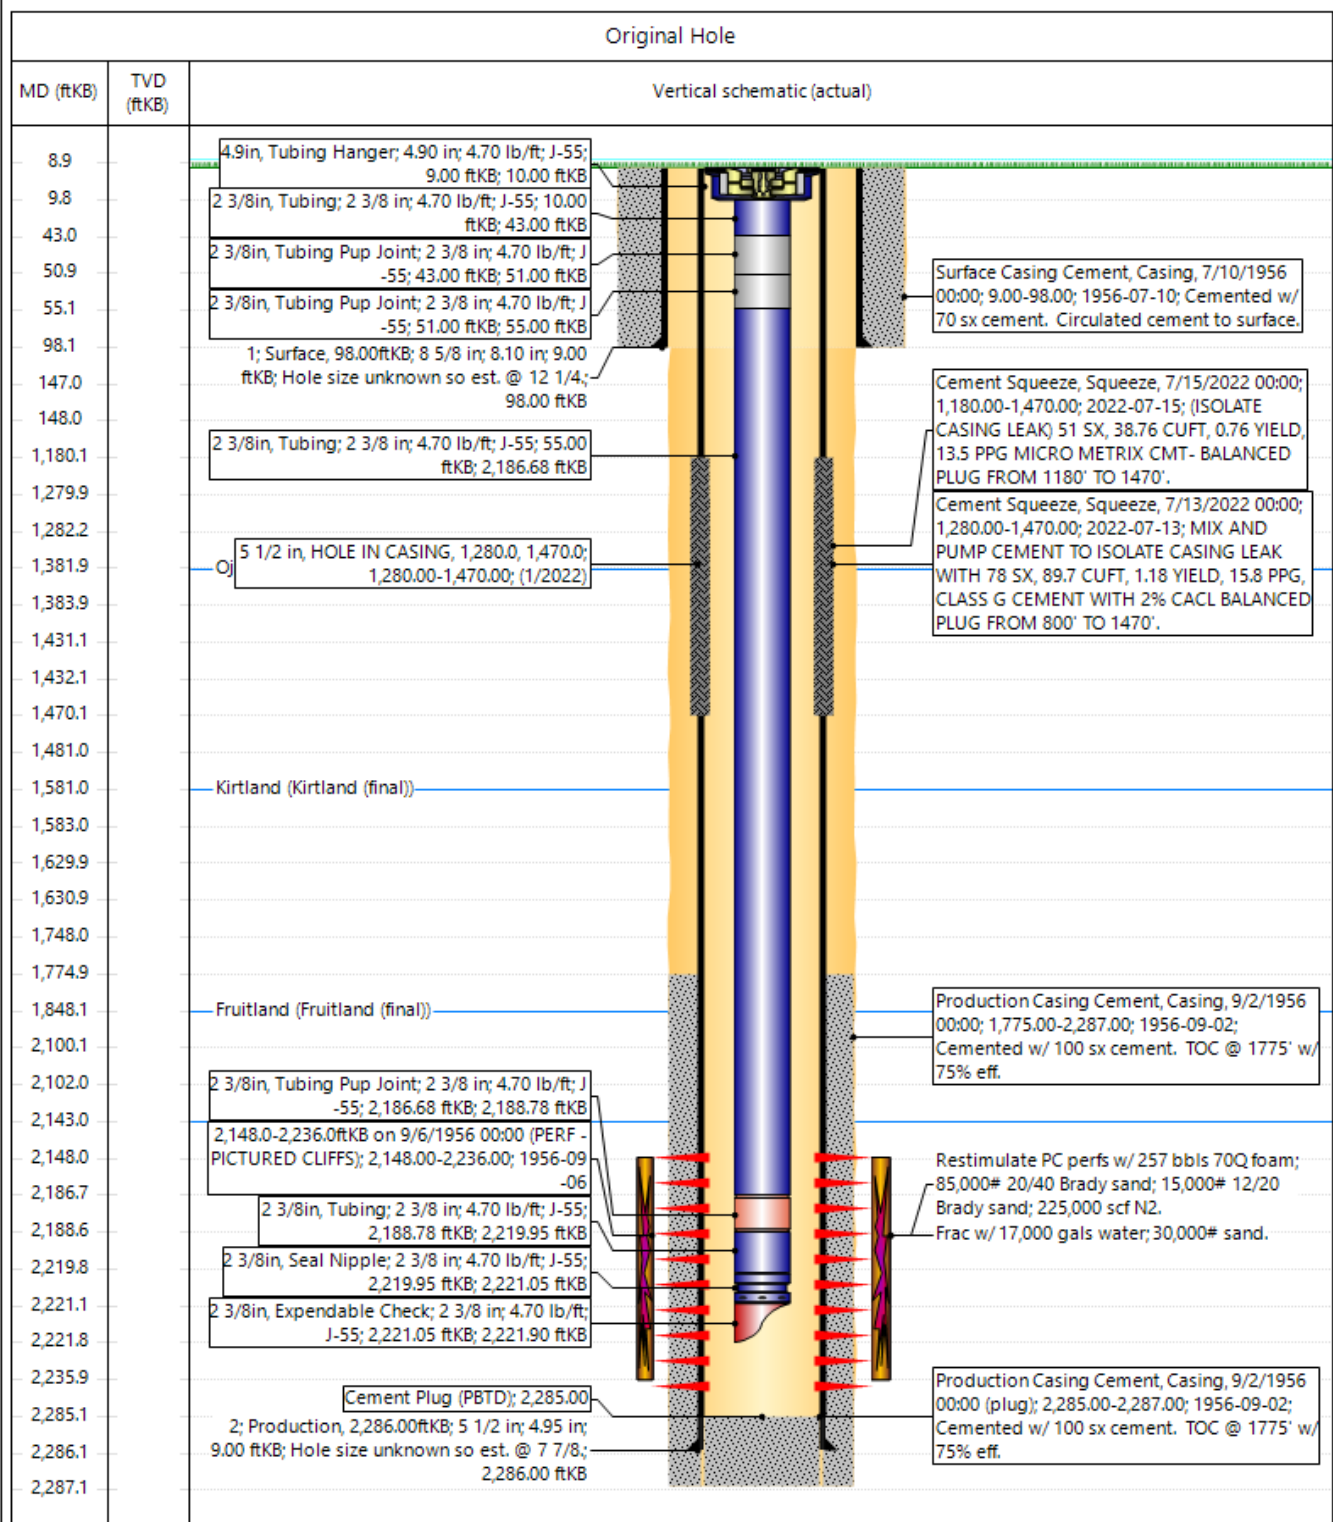 Original Hole
MD (ftKB)
TVD
(ftKB)
Vertical schematic (actual)
8.9
9.8
43.0
50.9
55.1
98.1
147.0
148.0
1,180.1
1,279.9
1,282.2
1,381.9
1,383.9
1,431.1
1,432.1
1,470.1
1,481.0
1,581.0
1,583.0
1,629.9
1,630.9
1,748.0
1,774.9
1,848.1
2,100.1
2,102.0
2,143.0
2,148.0
2,186.7
2,188.6
2,219.8
2,221.1
2,221.8
2,235.9
2,285.1
2,286.1
2,287.1
4.9in, Tubing Hanger; 4.90 in; 4.70 lb/ft; J-55;
9.00 ftKB; 10.00 ftKB
2 3/8in, Tubing; 2 3/8 in; 4.70 lb/ft; J-55; 10.00
ftKB; 43.00 ftKB
2 3/8in, Tubing Pup Joint; 2 3/8 in; 4.70 lb/ft; J
-55; 43.00 ftKB; 51.00 ftKB
2 3/8in, Tubing Pup Joint; 2 3/8 in; 4.70 lb/ft; J
-55; 51.00 ftKB; 55.00 ftKB
1; Surface, 98.00ftKB; 8 5/8 in; 8.10 in; 9.00
ftKB; Hole size unknown so est. @ 12 1/4.;
98.00 ftKB
2 3/8in, Tubing; 2 3/8 in; 4.70 lb/ft; J-55; 55.00
ftKB; 2,186.68 ftKB
Oj
5 1/2 in, HOLE IN CASING, 1,280.0, 1,470.0;
1,280.00-1,470.00; (1/2022)
Kirtland (Kirtland (final))
Fruitland (Fruitland (final))
2 3/8in, Tubing Pup Joint; 2 3/8 in; 4.70 lb/ft; J
-55; 2,186.68 ftKB; 2,188.78 ftKB
2,148.0-2,236.0ftKB on 9/6/1956 00:00 (PERF -
PICTURED CLIFFS); 2,148.00-2,236.00; 1956-09
-06
2 3/8in, Tubing; 2 3/8 in; 4.70 lb/ft; J-55;
2,188.78 ftKB; 2,219.95 ftKB
2 3/8in, Seal Nipple; 2 3/8 in; 4.70 lb/ft; J-55;
2,219.95 ftKB; 2,221.05 ftKB
2 3/8in, Expendable Check; 2 3/8 in; 4.70 lb/ft;
J-55; 2,221.05 ftKB; 2,221.90 ftKB
Cement Plug (PBTD); 2,285.00
2; Production, 2,286.00ftKB; 5 1/2 in; 4.95 in;
9.00 ftKB; Hole size unknown so est. @ 7 7/8.;
2,286.00 ftKB
Surface Casing Cement, Casing, 7/10/1956
00:00; 9.00-98.00; 1956-07-10; Cemented w/
70 sx cement. Circulated cement to surface.
Cement Squeeze, Squeeze, 7/15/2022 00:00;
1,180.00-1,470.00; 2022-07-15; (ISOLATE
CASING LEAK) 51 SX, 38.76 CUFT, 0.76 YIELD,
13.5 PPG MICRO METRIX CMT- BALANCED
PLUG FROM 1180' TO 1470'.
Cement Squeeze, Squeeze, 7/13/2022 00:00;
1,280.00-1,470.00; 2022-07-13; MIX AND
PUMP CEMENT TO ISOLATE CASING LEAK
WITH 78 SX, 89.7 CUFT, 1.18 YIELD, 15.8 PPG,
CLASS G CEMENT WITH 2% CACL BALANCED
PLUG FROM 800' TO 1470'.
Production Casing Cement, Casing, 9/2/1956
00:00; 1,775.00-2,287.00; 1956-09-02;
Cemented w/ 100 sx cement. TOC @ 1775' w/
75% eff.
Restimulate PC perfs w/ 257 bbls 70Q foam;
85,000# 20/40 Brady sand; 15,000# 12/20
Brady sand; 225,000 scf N2.
Frac w/ 17,000 gals water; 30,000# sand.
Production Casing Cement, Casing, 9/2/1956
00:00 (plug); 2,285.00-2,287.00; 1956-09-02;
Cemented w/ 100 sx cement. TOC @ 1775' w/
75% eff.